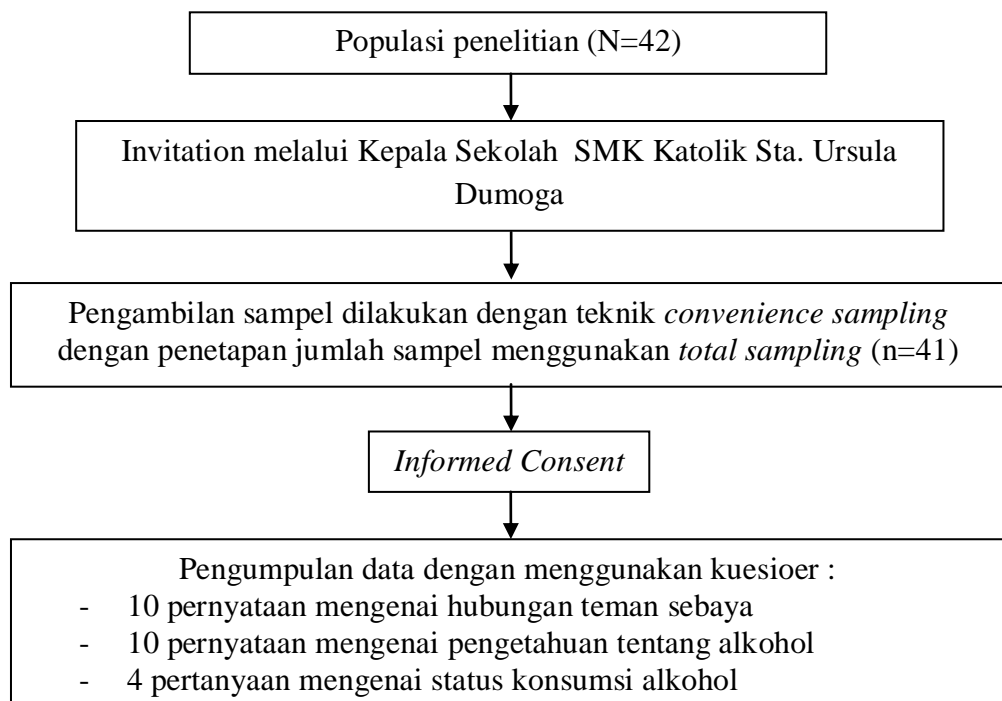 Populasi penelitian (N=42)
Invitation melalui Kepala Sekolah SMK Katolik Sta. Ursula
Dumoga
Pengambilan sampel dilakukan dengan teknik convenience sampling
dengan penetapan jumlah sampel menggunakan total sampling (n=41)
Informed Consent
Pengumpulan data dengan menggunakan kuesioer :
- 10 pernyataan mengenai hubungan teman sebaya
- 10 pernyataan mengenai pengetahuan tentang alkohol
- 4 pertanyaan mengenai status konsumsi alkohol